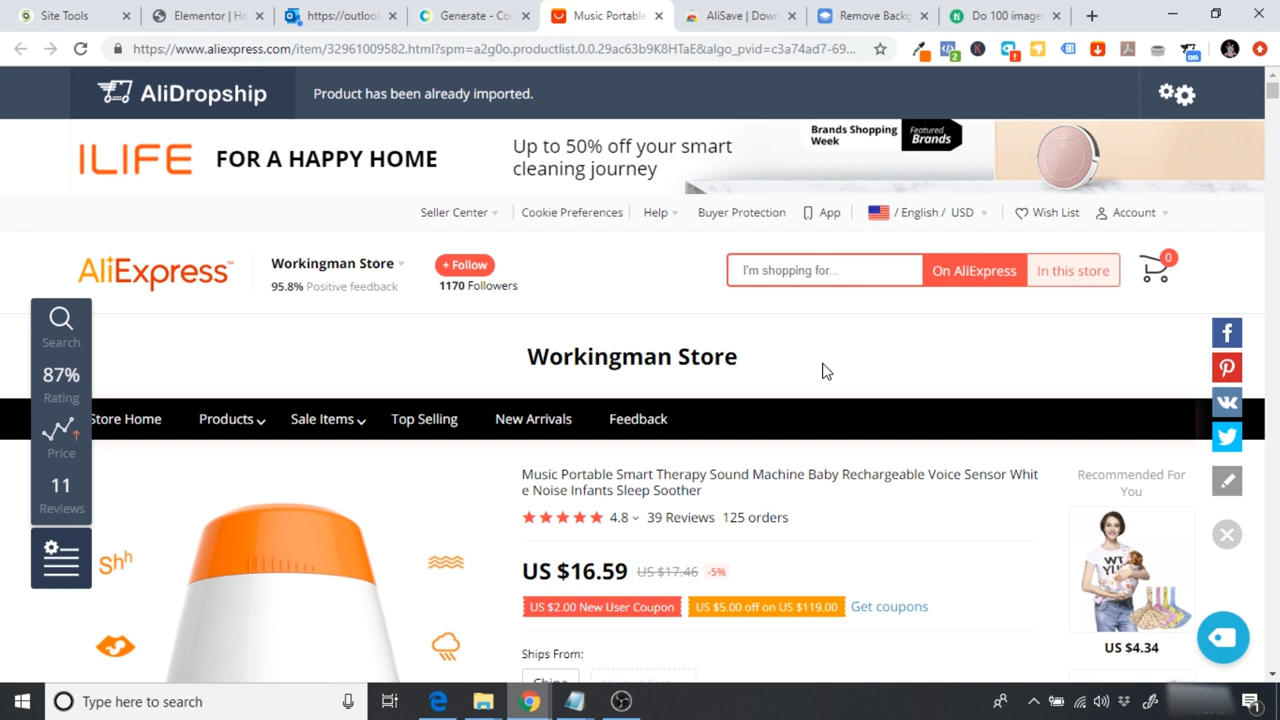 Site Tools
Elementor | Ho
https://outlook
Generate - Coo
Music Portable
AliSave | Down
Remove Backg
Do 100 images
https://www.aliexpress.com/item/32961009582.html?spm=a2g0o.productlist.0.0.29ac63b9K8HTaE&algo_pvid=c3a74ad7-69...
2
on
AliDropship
Product has been already imported.
ILIFE FOR A HAPPY HOME
Up to 50% off your smart
cleaning journey
Brands Shopping
Week
Featured
Brands
Seller Center
Cookie Preferences
Help
Buyer Protection
App
/ English / USD
Wish List
Account
AliExpress™
Workingman Store
95.8% Positive feedback
+ Follow
1170 Followers
I'm shopping for...
On AliExpress
In this store
0
Search
87%
Rating
Price
11
Reviews
Workingman Store
Store Home
Products
Sale Items
Top Selling
New Arrivals
Feedback
Music Portable Smart Therapy Sound Machine Baby Rechargeable Voice Sensor Whit
e Noise Infants Sleep Soother
4.8
39 Reviews
125 orders
US $16.59
US $17.46
-5%
US $2.00 New User Coupon
US $5.00 off on US $119.00
Get coupons
Ships From:
China
Shh
Recommended For
You
US $4.34
Type here to search